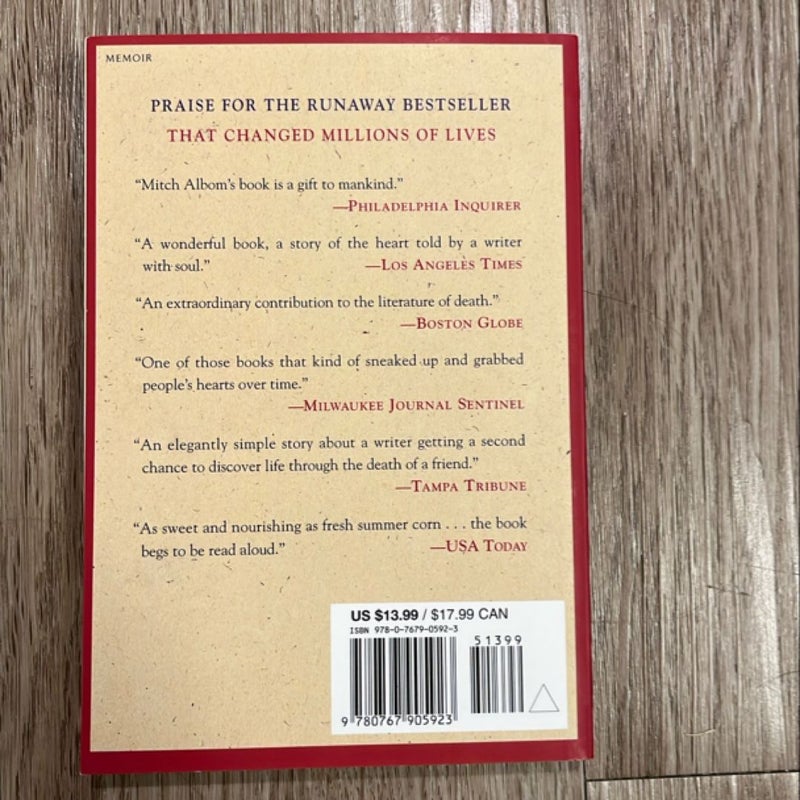 MEMOIR
PRAISE FOR THE RUNAWAY BESTSELLER
THAT CHANGED MILLIONS OF LIVES
“Mitch Albom’s book is a gift to mankind.”
—PHILADELPHIA INQUIRER
“A wonderful book, a story of the heart told by a writer
with soul.” —LOS ANGELES TIMES
“An extraordinary contribution to the literature of death.”
—BOSTON GLOBE
“One of those books that kind of sneaked up and grabbed
people’s hearts over time.”
—MILWAUKEE JOURNAL SENTINEL
“An elegantly simple story about a writer getting a second
chance to discover life through the death of a friend.”
—TAMPA TRIBUNE
“As sweet and nourishing as fresh summer corn . . . the book
begs to be read aloud.” —USA TODAY
US $13.99 / $17.99 CAN
ISBN 978-0-7679-0592-3
51399
9 780767 905923